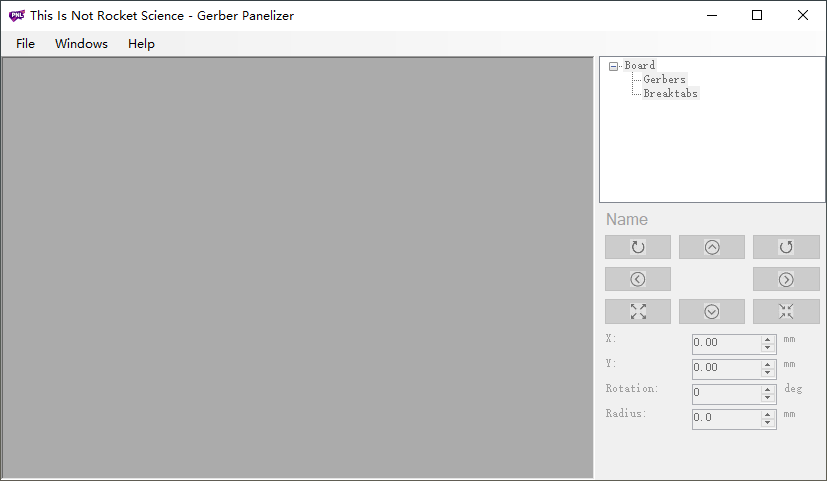 PNL
This Is Not Rocket Science - Gerber Panelizer
File Windows Help
Board
Gerbers
Breaktabs
Name
X: 0.00 mm
Y: 0.00 mm
Rotation: 0 deg
Radius: 0.0 mm